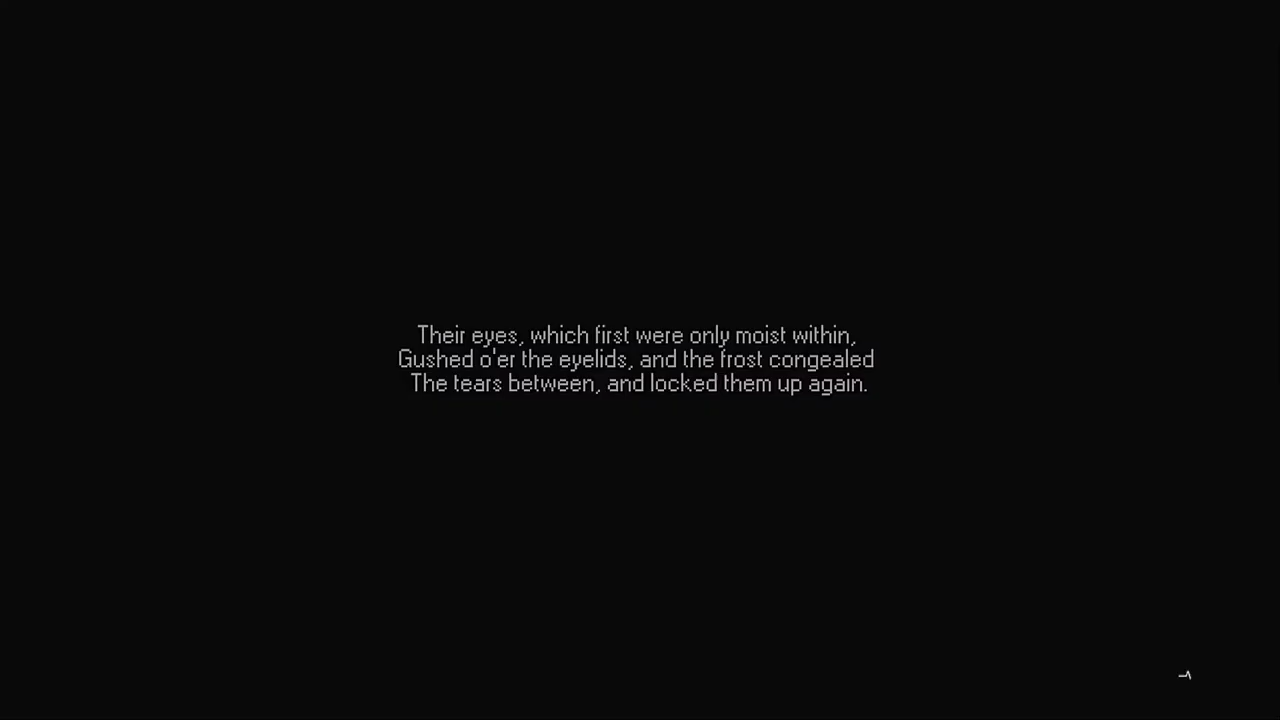 Their eyes, which first were only moist within,
Gushed o'er the eyelids, and the frost congealed
The tears between, and locked them up again.